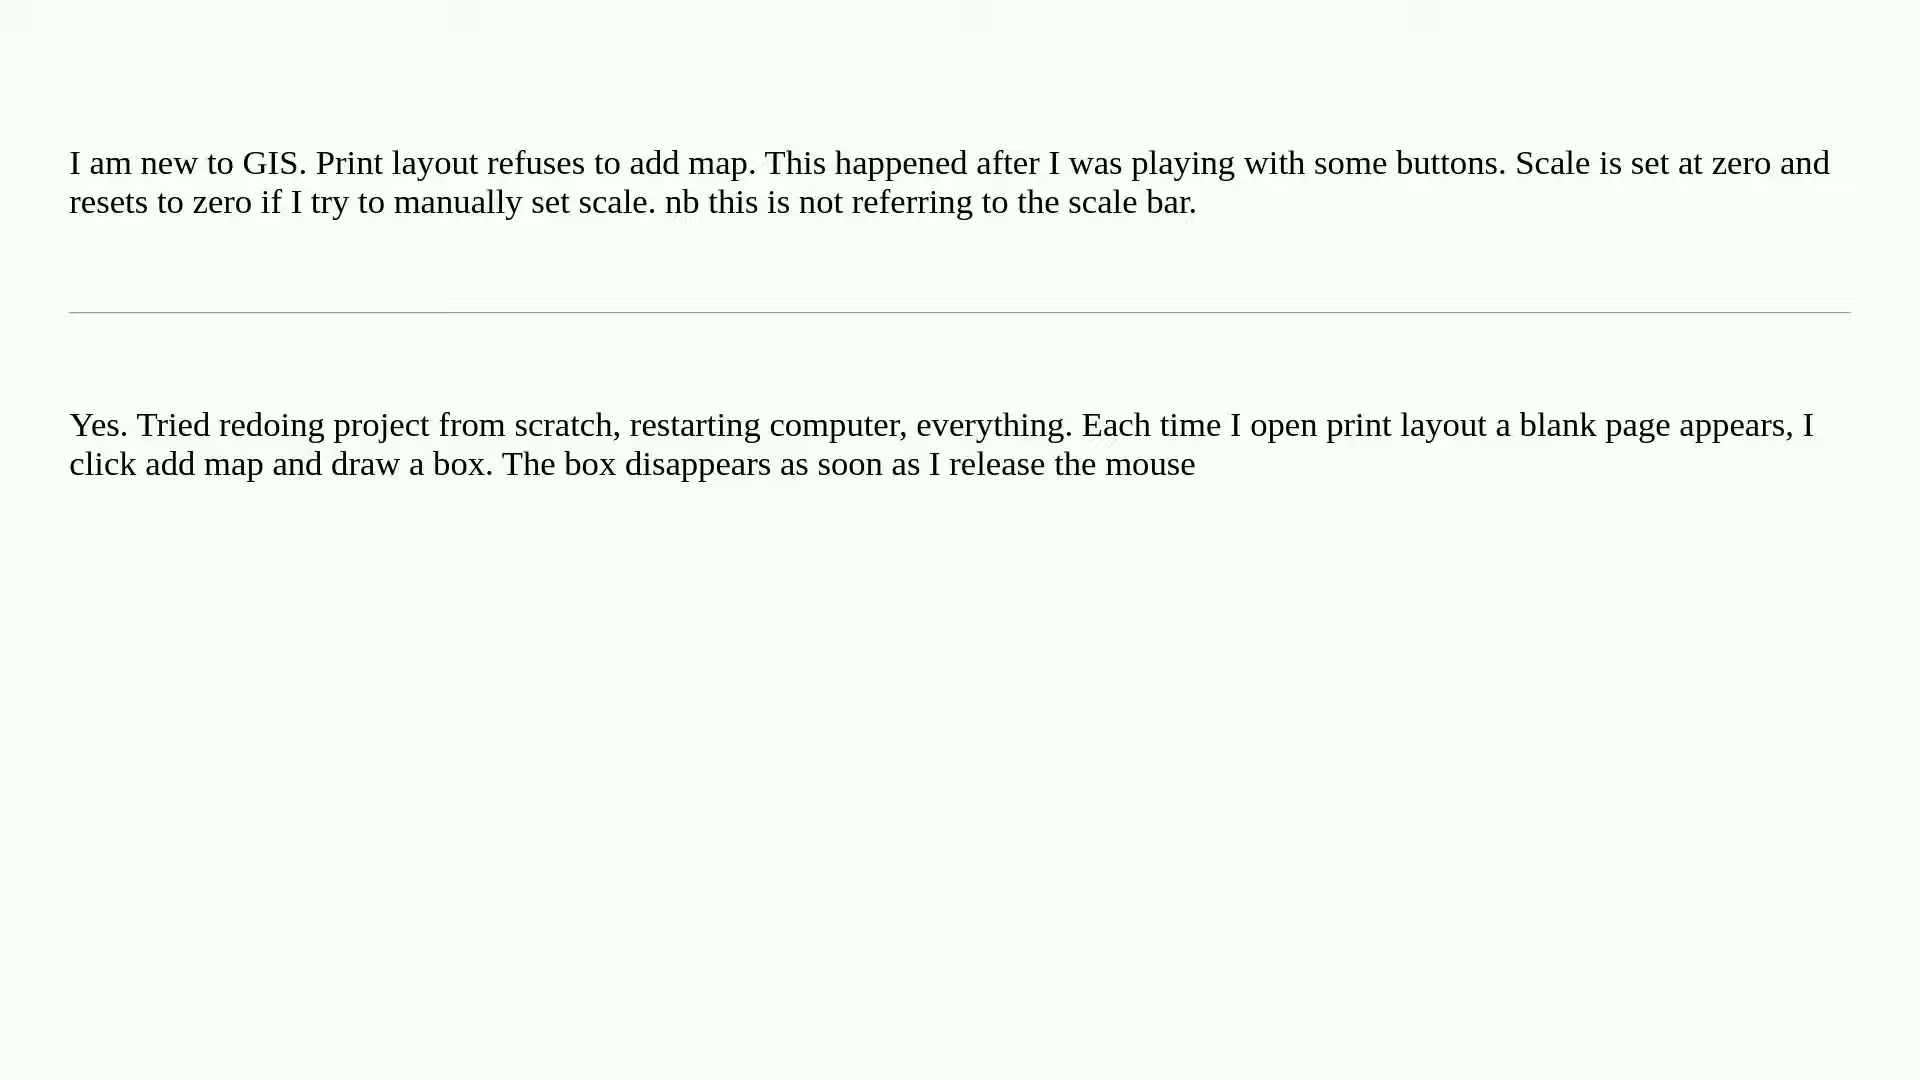 I am new to GIS. Print layout refuses to add map. This happened after I was playing with some buttons. Scale is set at zero and
resets to zero if I try to manually set scale. nb this is not referring to the scale bar.
Yes. Tried redoing project from scratch, restarting computer, everything. Each time I open print layout a blank page appears, I
click add map and draw a box. The box disappears as soon as I release the mouse